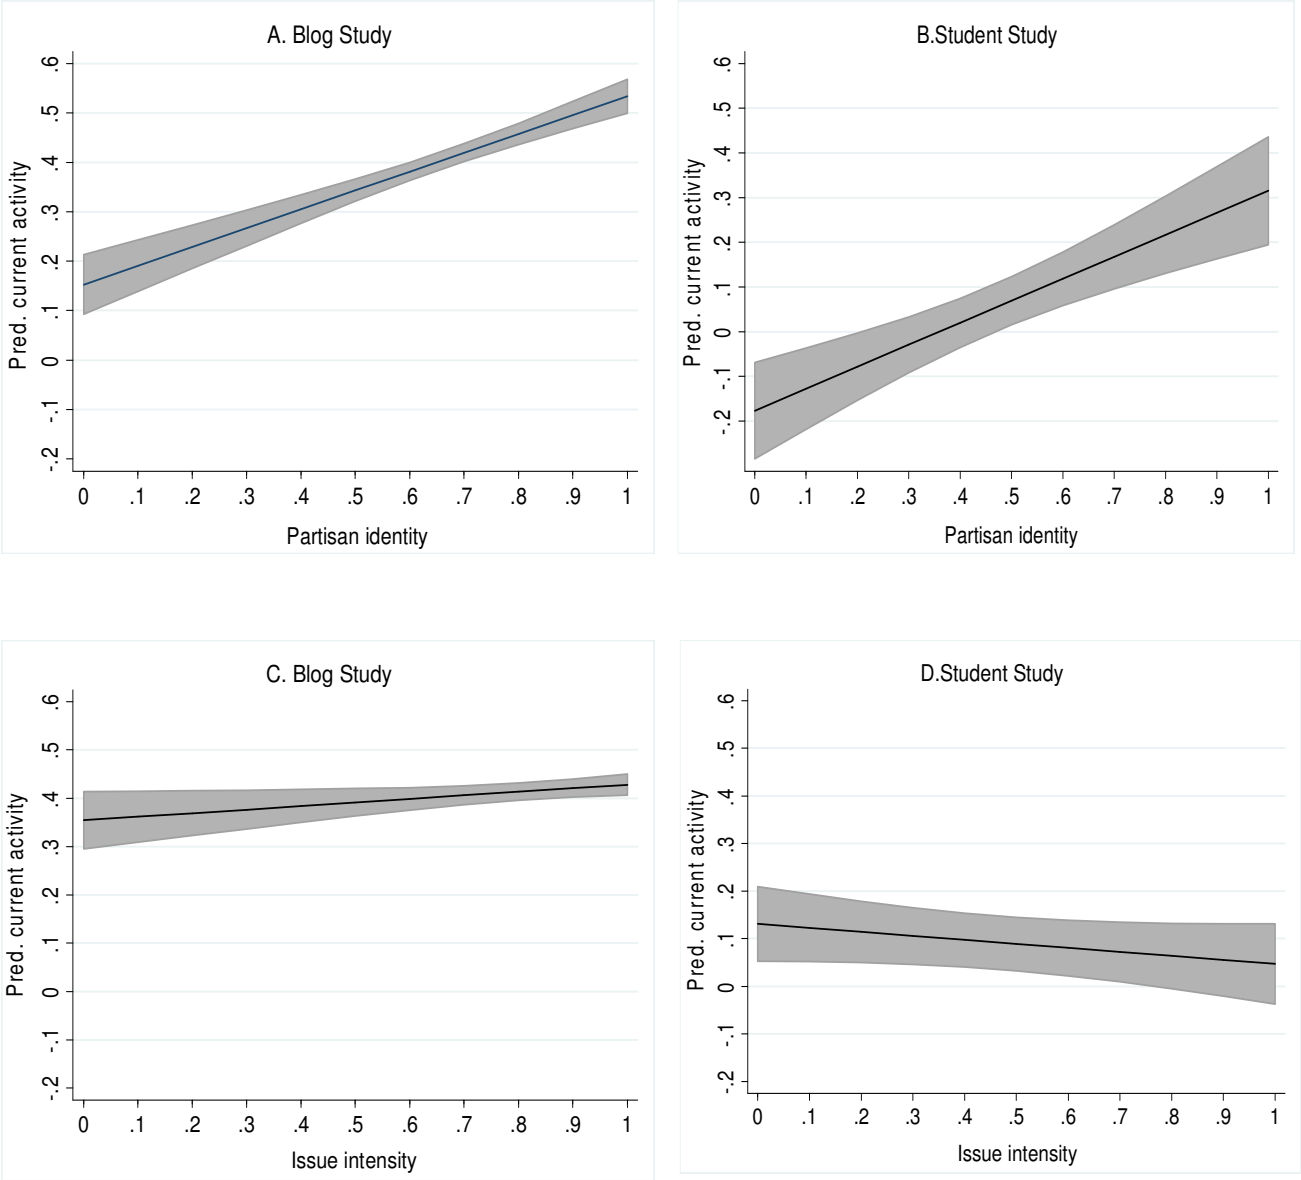 A. Blog Study
Pred. current activity
.6
.5
.4
.3
.2
.1
0
-.1
-.2
0 .1 .2 .3 .4 .5 .6 .7 .8 .9 1
Partisan identity
B.Student Study
Pred. current activity
.6
.5
.4
.3
.2
.1
0
-.1
-.2
0 .1 .2 .3 .4 .5 .6 .7 .8 .9 1
Partisan identity
C. Blog Study
Pred. current activity
.6
.5
.4
.3
.2
.1
0
-.1
-.2
0 .1 .2 .3 .4 .5 .6 .7 .8 .9 1
Issue intensity
D.Student Study
Pred. current activity
.6
.5
.4
.3
.2
.1
0
-.1
-.2
0 .1 .2 .3 .4 .5 .6 .7 .8 .9 1
Issue intensity